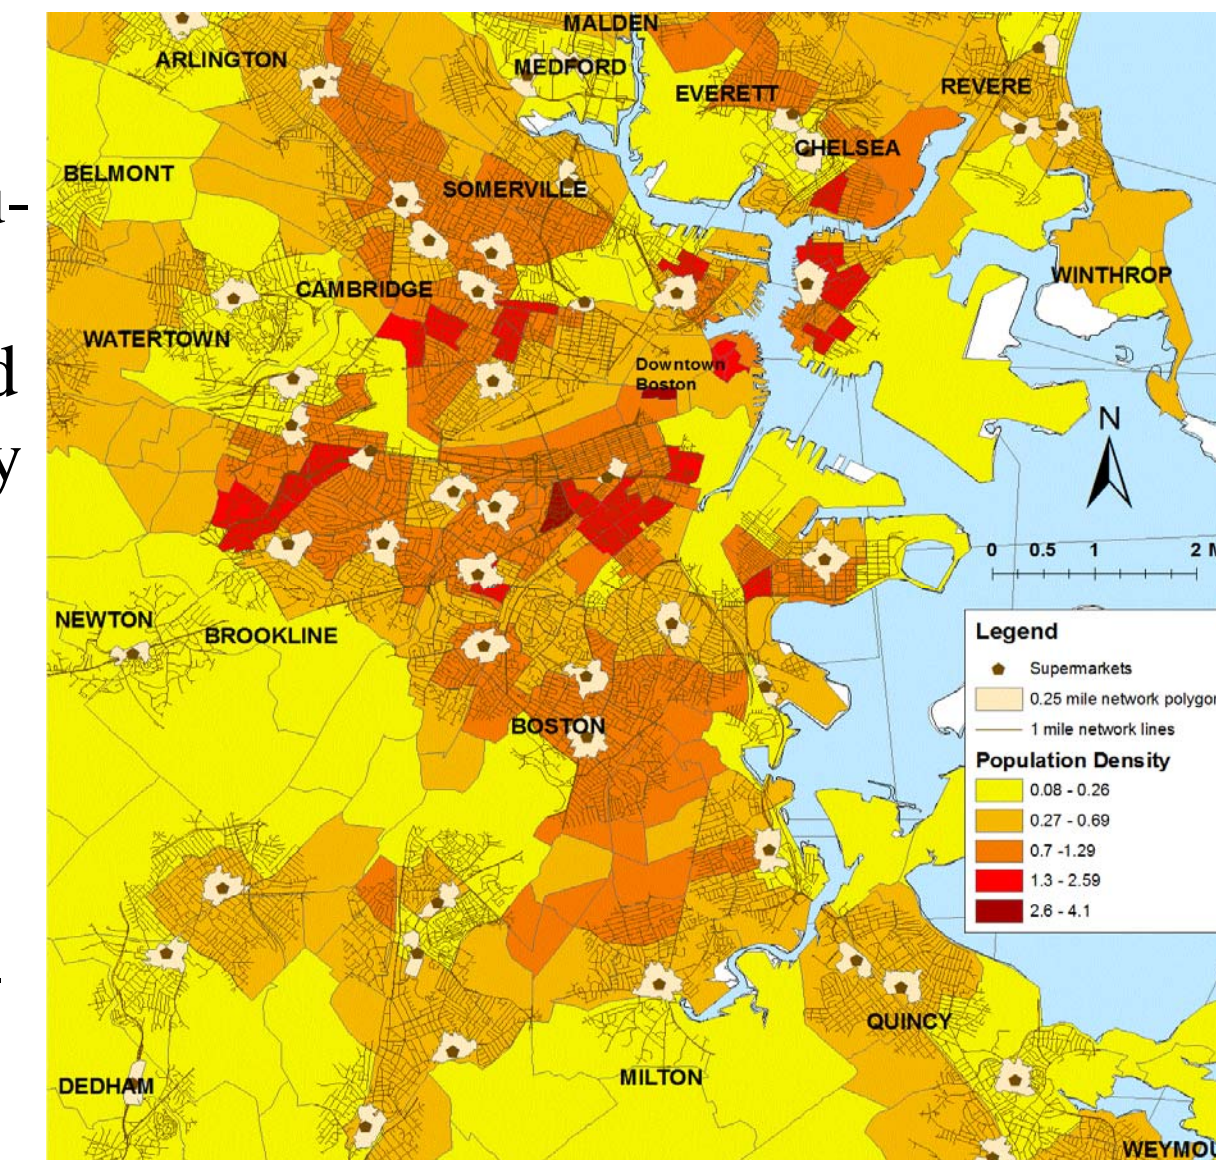 MALDEN
ARLINGTON
MEDFORD
REVERE
EVERETT
CHELSEA
BELMONT
SOMERVILLE
WINTHROP
CAMBRIDGE
WATERTOWN
Downtown
Boston
N
0 0.5 1 2 M
NEWTON
BROOKLINE
Legend
Supermarkets
0.25 mile network polygon
1 mile network lines
BOSTON
Population Density
0.08 - 0.26
0.27 - 0.69
0.7 -1.29
1.3 - 2.59
2.6 - 4.1
QUINCY
MILTON
DEDHAM
WEYMOU